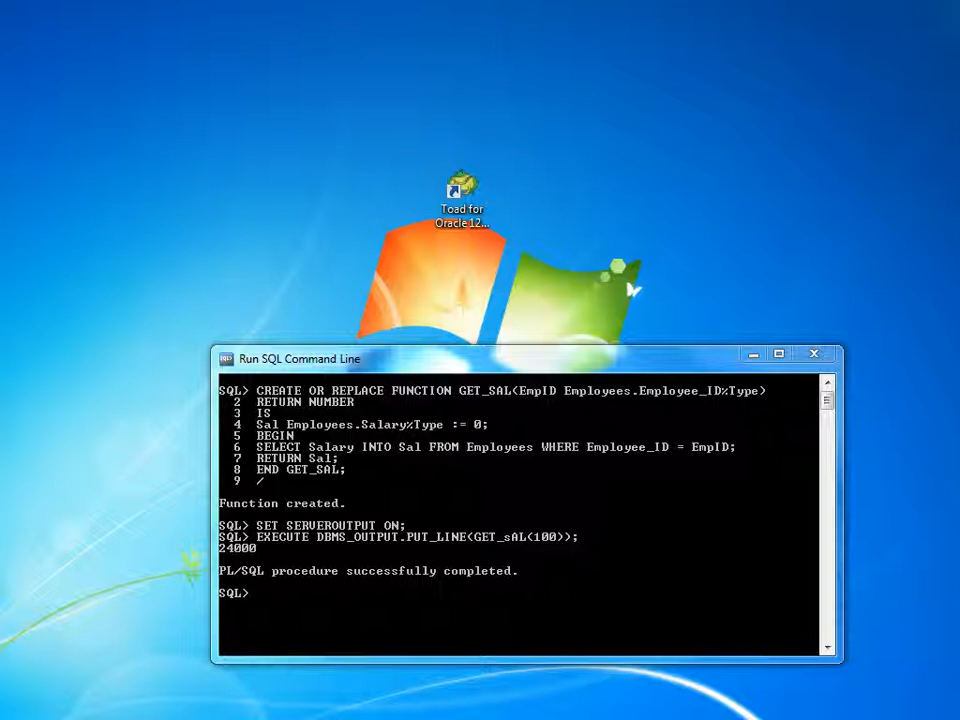 Toad for
Oracle 12...
Run SQL Command Line
SQL> CREATE OR REPLACE FUNCTION GET_SAL(EmpID Employees.Employee_ID%Type)
2 RETURN NUMBER
3 IS
4 Sal Employees.Salary%Type := 0;
5 BEGIN
6 SELECT Salary INTO Sal FROM Employees WHERE Employee_ID = EmpID;
7 RETURN Sal;
8 END GET_SAL;
9 /
Function created.
SQL> SET SERVEROUTPUT ON;
SQL> EXECUTE DBMS_OUTPUT.PUT_LINE(GET_sAL(100));
24000
PL/SQL procedure successfully completed.
SQL>